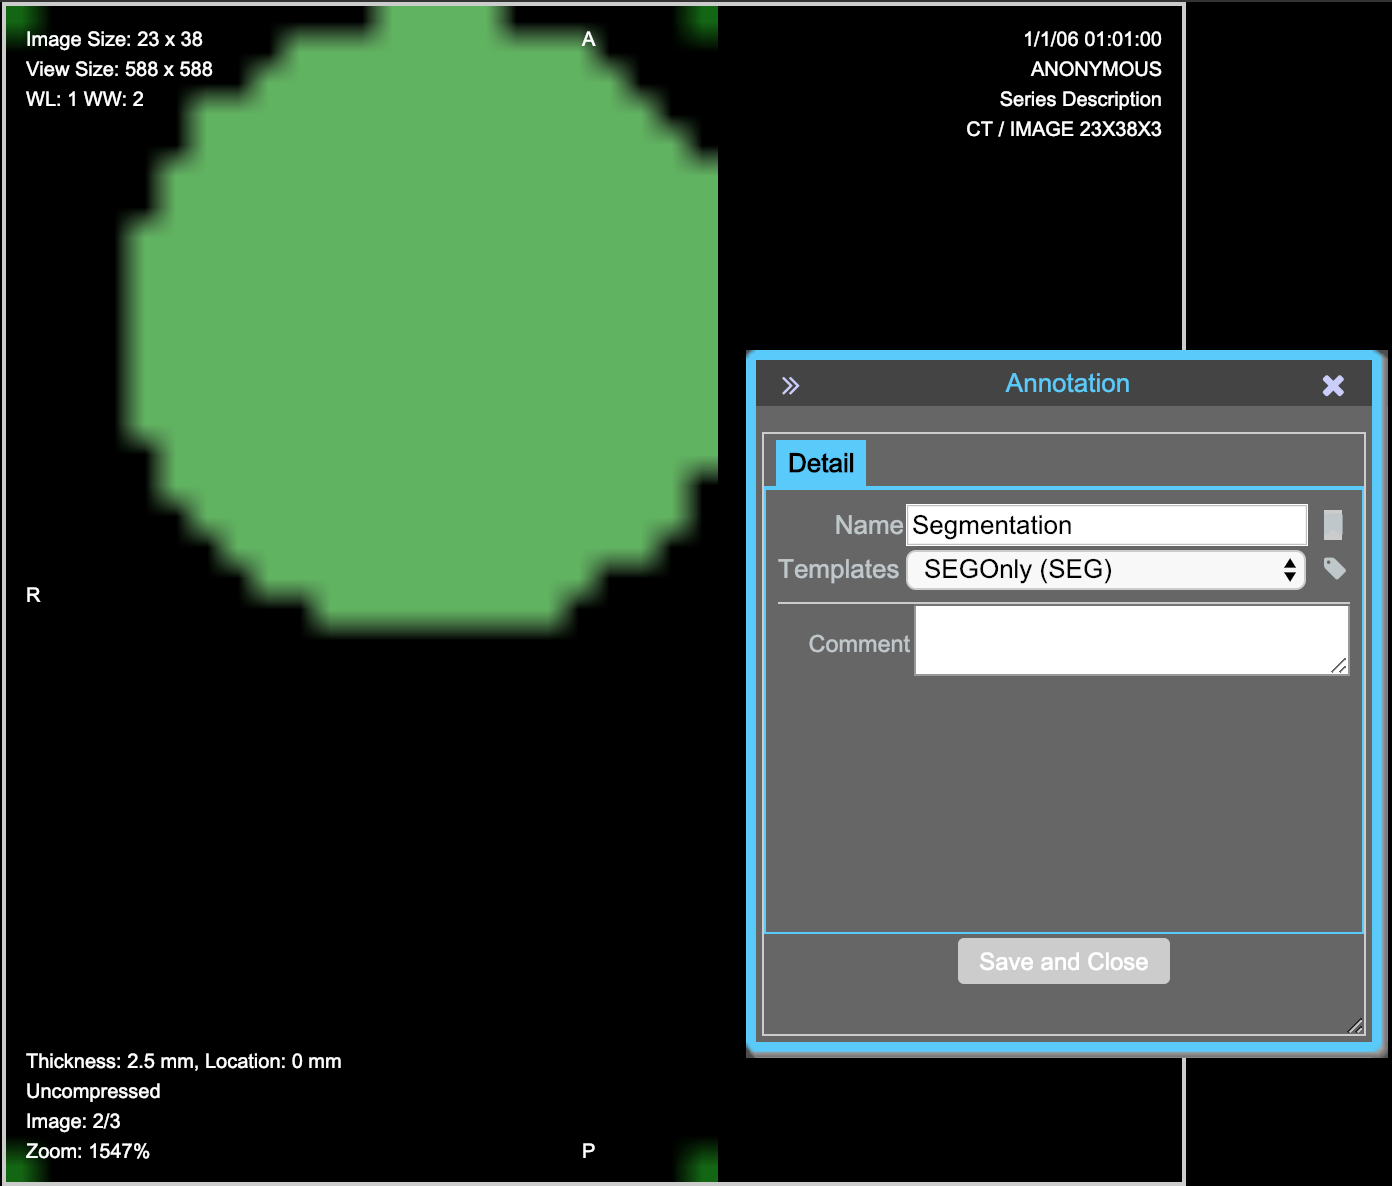 Image Size: 23 x 38
View Size: 588 x 588
WL: 1 WW: 2
A
1/1/06 01:01:00
ANONYMOUS
Series Description
CT / IMAGE 23X38X3
Annotation
Detail
Name Segmentation
Templates SEGOnly (SEG)
R
Comment
Save and Close
Thickness: 2.5 mm, Location: 0 mm
Uncompressed
Image: 2/3
Zoom: 1547%
P